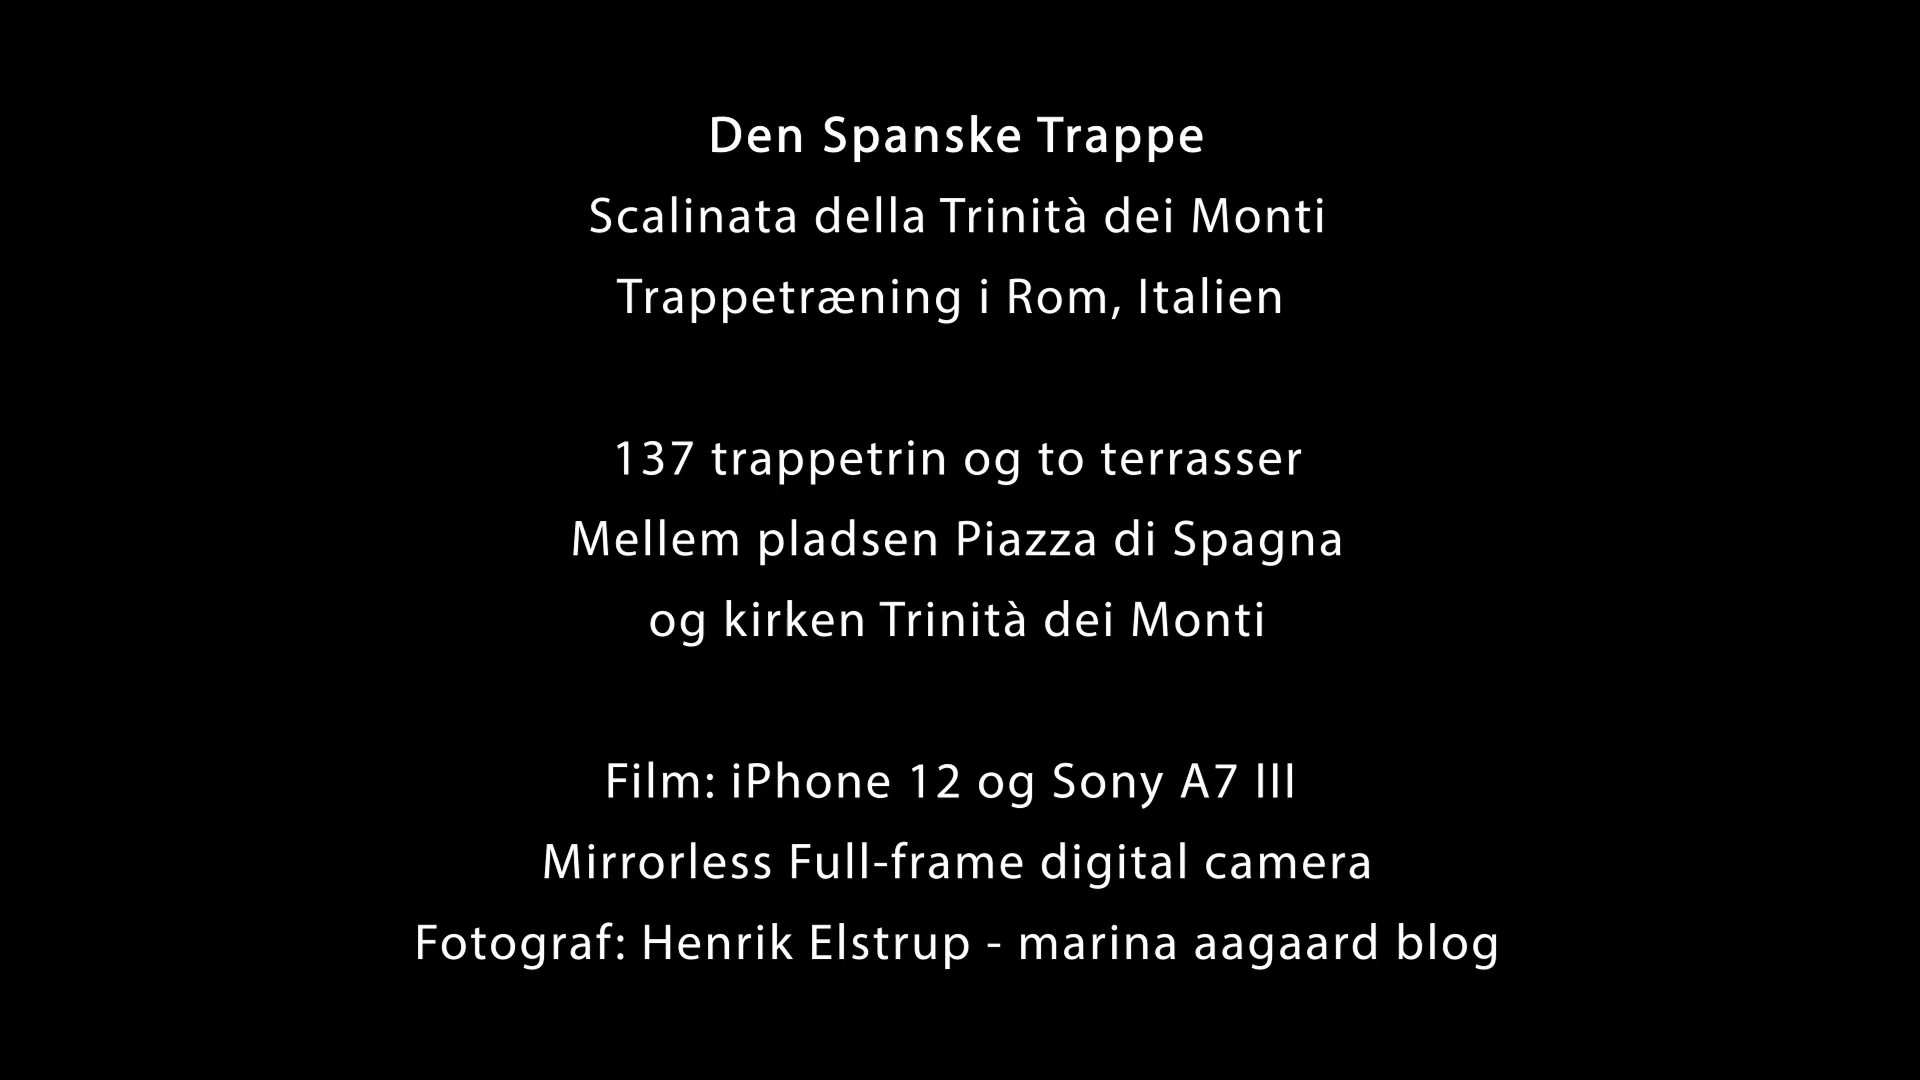 Den Spanske Trappe
Scalinata della Trinità dei Monti
Trappetræning i Rom, Italien
137 trappetrin og to terrasser
Mellem pladsen Piazza di Spagna
og kirken Trinità dei Monti
Film: iPhone 12 og Sony A7 III
Mirrorless Full-frame digital camera
Fotograf: Henrik Elstrup - marina aagaard blog